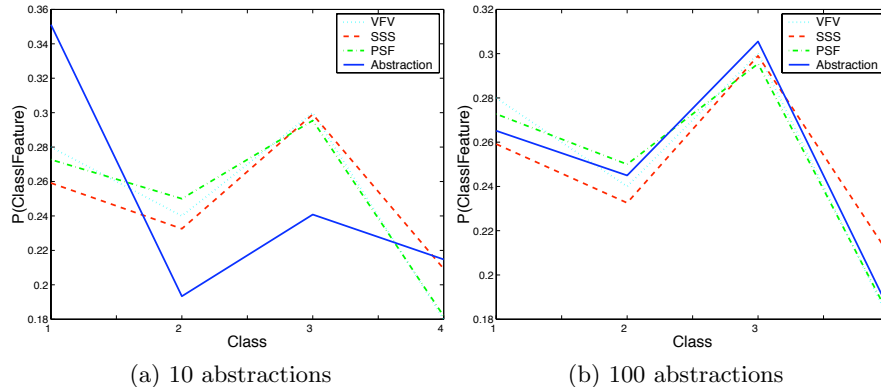 0.36
0.34
0.32
0.3
0.28
0.26
0.24
0.22
0.2
0.18
P(Class|Feature)
1
2
3
4
Class
VFV
SSS
PSF
Abstraction
(a) 10 abstractions
0.32
0.3
0.28
0.26
0.24
0.22
0.2
0.18
P(Class|Feature)
1
2
3
Class
VFV
SSS
PSF
Abstraction
(b) 100 abstractions